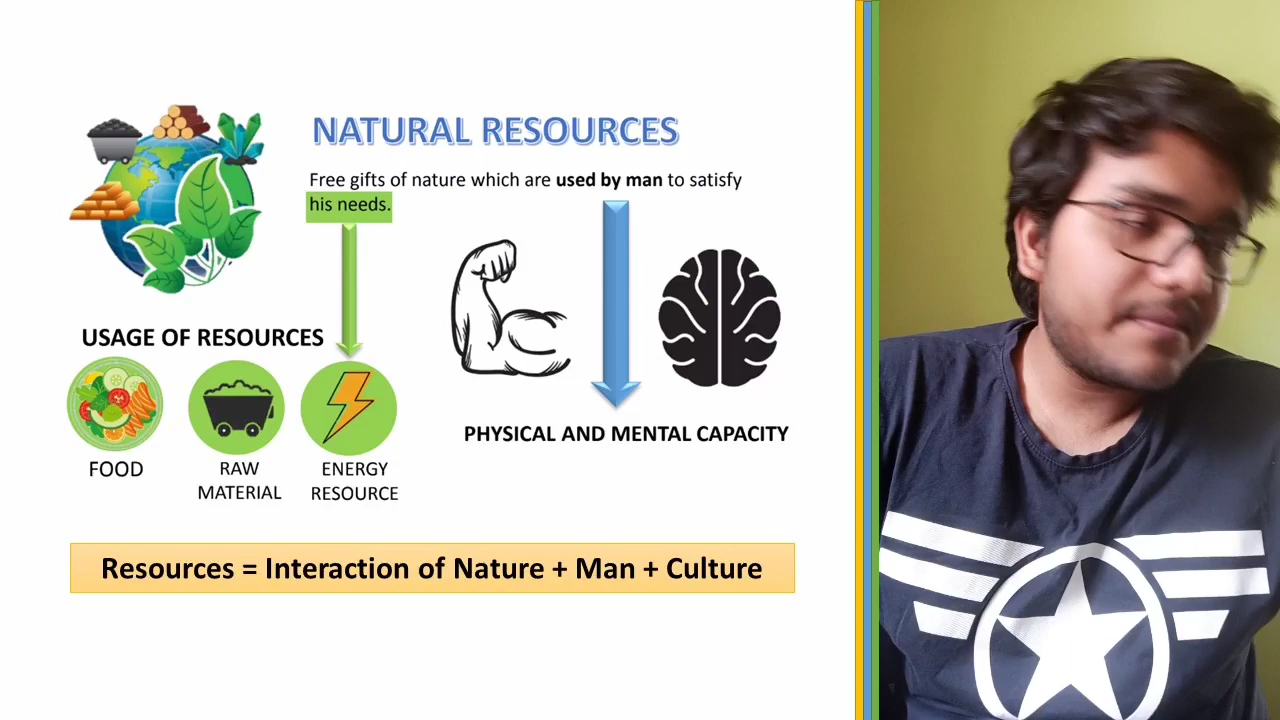 NATURAL RESOURCES
Free gifts of nature which are used by man to satisfy
his needs.
USAGE OF RESOURCES
FOOD
RAW
MATERIAL
ENERGY
RESOURCE
PHYSICAL AND MENTAL CAPACITY
Resources = Interaction of Nature + Man + Culture